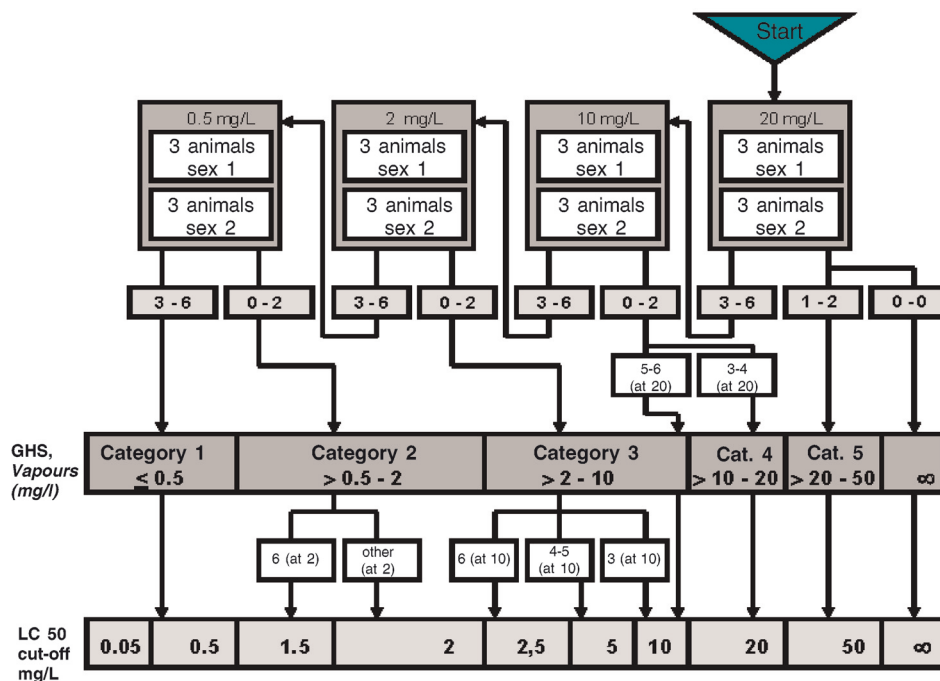 Start
0.5 mg/L
2 mg/L
10 mg/L
20 mg/L
3 animals
sex 1
3 animals
sex 1
3 animals
sex 1
3 animals
sex 1
3 animals
sex 2
3 animals
sex 2
3 animals
sex 2
3 animals
sex 2
3 - 6
0 - 2
3 - 6
0 - 2
3 - 6
0 - 2
3 - 6
1 - 2
0 - 0
5-6
(at 20)
3-4
(at 20)
GHS,
Vapours
(mg/l)
Category 1
≤ 0.5
Category 2
> 0.5 - 2
Category 3
> 2 - 10
Cat. 4
> 10 - 20
Cat. 5
> 20 - 50
∞
6 (at 2)
other
(at 2)
6 (at 10)
4-5
(at 10)
3 (at 10)
LC 50
cut-off
mg/L
0.05
0.5
1.5
2
2,5
5
10
20
50
∞